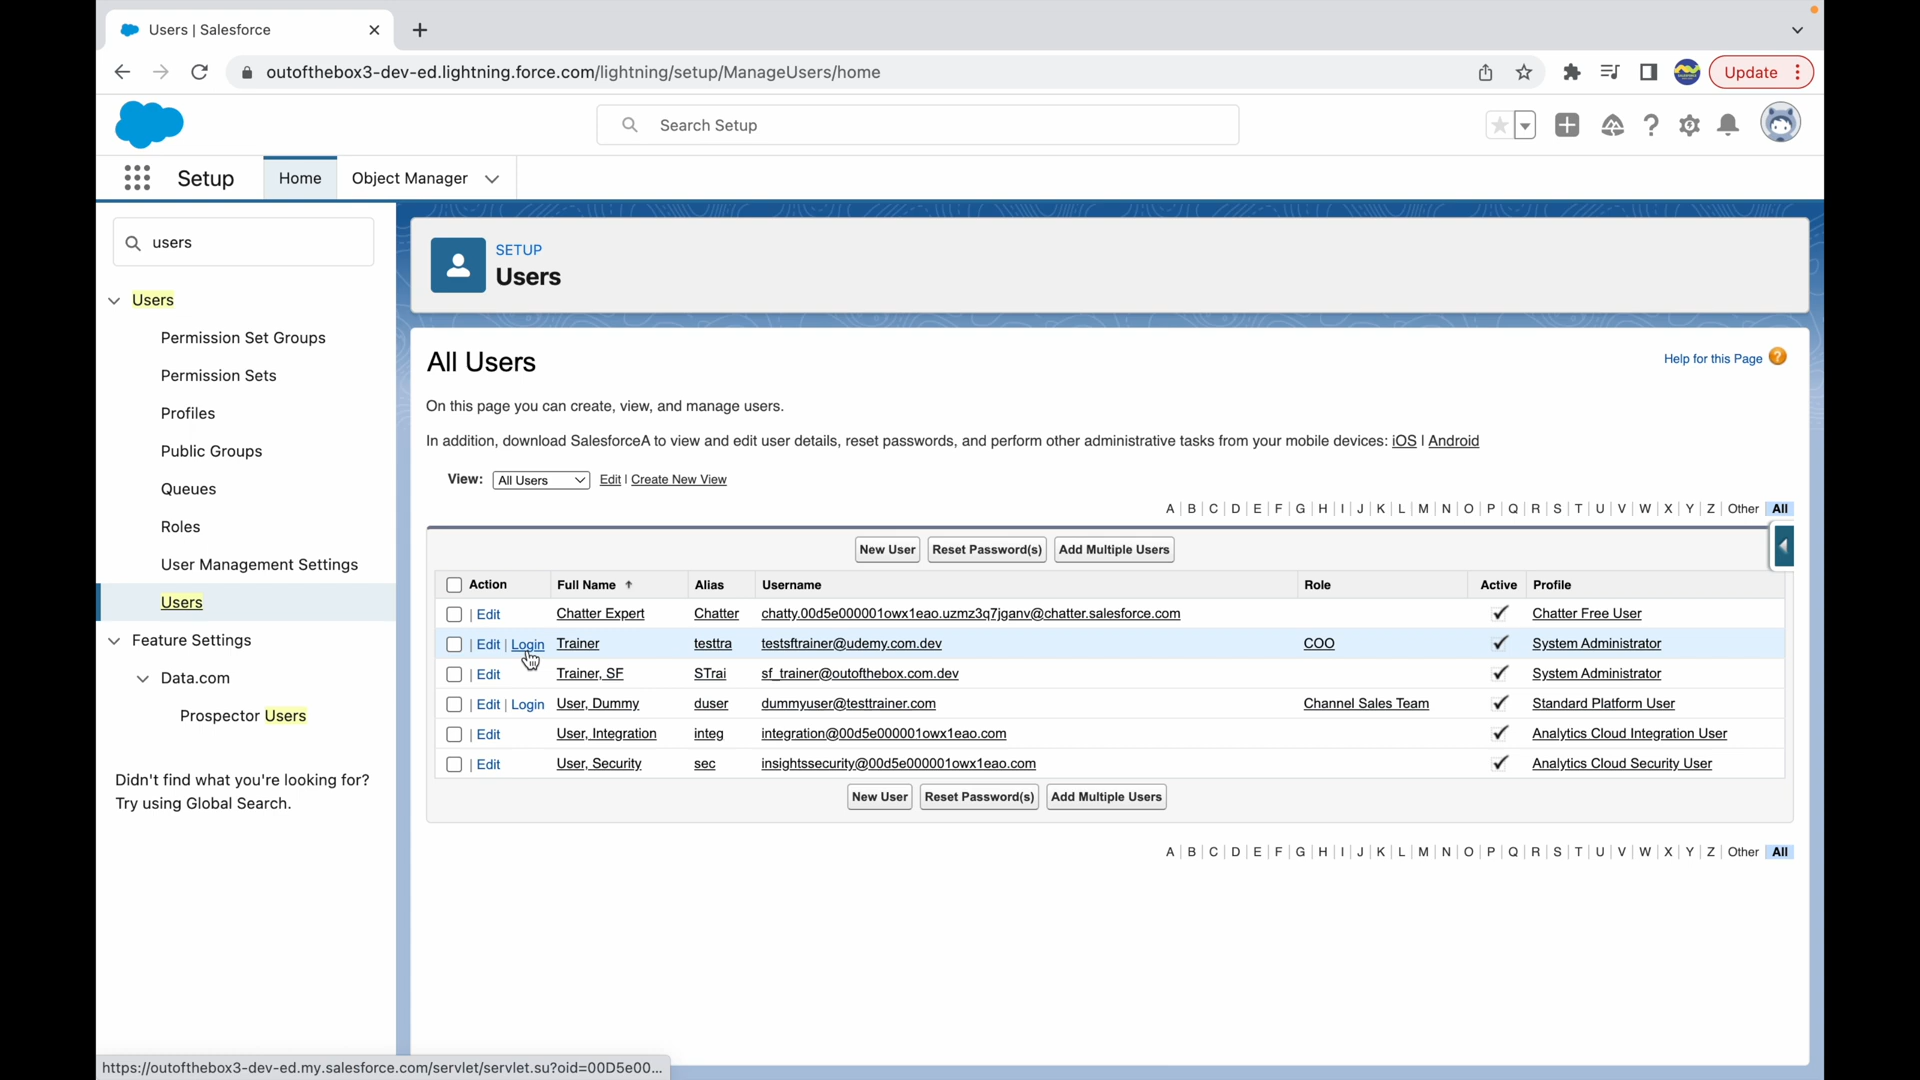 Users | Salesforce
outofthebox3-dev-ed.lightning.force.com/lightning/setup/ManageUsers/home
Update
Search Setup
Setup
Home
Object Manager
users
Users
Permission Set Groups
Permission Sets
Profiles
Public Groups
Queues
Roles
User Management Settings
Users
Feature Settings
Data.com
Prospector Users
Didn't find what you're looking for?
Try using Global Search.
SETUP
Users
All Users
Help for this Page
On this page you can create, view, and manage users.
In addition, download SalesforceA to view and edit user details, reset passwords, and perform other administrative tasks from your mobile devices: iOS | Android
View: All Users Edit | Create New View
A | B | C | D | E | F | G | H | I | J | K | L | M | N | O | P | Q | R | S | T | U | V | W | X | Y | Z | Other All
New User Reset Password(s) Add Multiple Users
Action Full Name Alias Username Role Active Profile
| Edit Chatter Expert Chatter chatty.00d5e000001owx1eao.uzmz3q7jganv@chatter.salesforce.com Chatter Free User
| Edit | Login Trainer testtra testsftrainer@udemy.com.dev COO System Administrator
| Edit Trainer, SF STrai sf_trainer@outofthebox.com.dev System Administrator
| Edit | Login User, Dummy duser dummyuser@testtrainer.com Channel Sales Team Standard Platform User
| Edit User, Integration integ integration@00d5e000001owx1eao.com Analytics Cloud Integration User
| Edit User, Security sec insightssecurity@00d5e000001owx1eao.com Analytics Cloud Security User
New User Reset Password(s) Add Multiple Users
A | B | C | D | E | F | G | H | I | J | K | L | M | N | O | P | Q | R | S | T | U | V | W | X | Y | Z | Other All
https://outofthebox3-dev-ed.my.salesforce.com/servlet/servlet.su?oid=00D5e00...